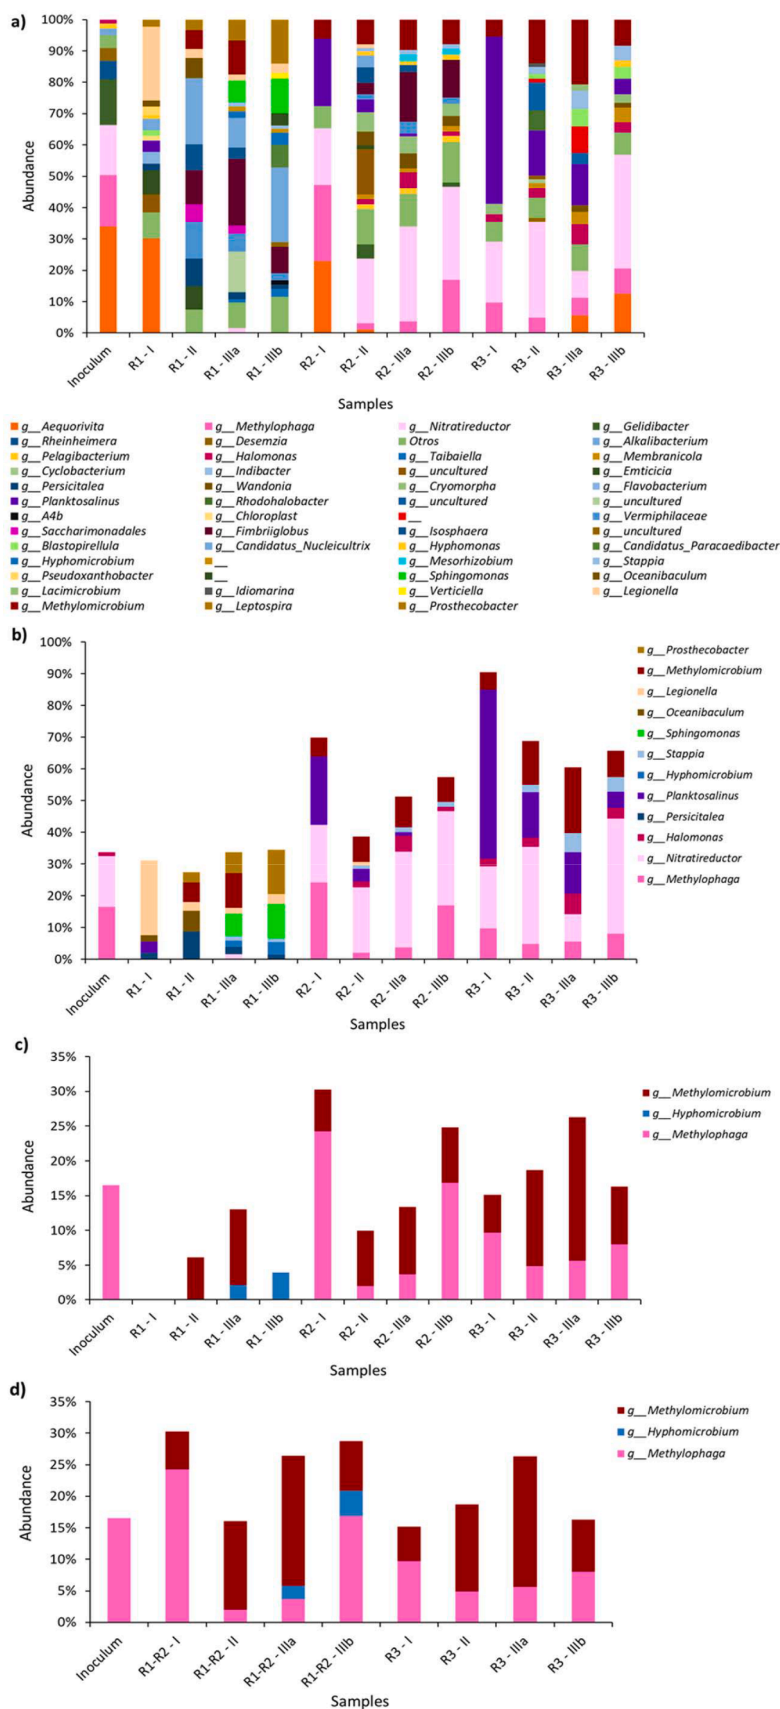 a)
100%
90%
80%
70%
60%
50%
40%
30%
20%
10%
0%
Abundance
Inoculum
R1 - I
R1 - II
R1 - IIIa
R1 - IIIb
R2 - I
R2 - II
R2 - IIIa
R2 - IIIb
R3 - I
R3 - II
R3 - IIIa
R3 - IIIb
Samples
g__Aequorivita g__Methylophaga g__Nitratireductor g__Gelidibacter
g__Rheinheimera g__Desemzia Otros g__Alkalibacterium
g__Pelagibacterium g__Halomonas g__Taibaiella g__Membranicola
g__Cyclobacterium g__Indibacter g__uncultured g__Emticicia
g__Persicitalea g__Wandonia g__Cryomorpha g__Flavobacterium
g__Planktosalinus g__Rhodohalobacter g__uncultured g__uncultured
g__A4b g__Chloroplast __ g__Vermiphilaceae
g__Saccharimonadales g__Fimbriiglobus g__Isosphaera g__uncultured
g__Blastopirellula g__Candidatus_Nucleicultrix g__Hyphomonas g__Candidatus_Paracaedibacter
g__Hyphomicrobium __ g__Mesorhizobium g__Stappia
g__Pseudoxanthobacter __ g__Sphingomonas g__Oceanibaculum
g__Lacimicrobium g__Idiomarina g__Verticiella g__Legionella
g__Methylomicrobium g__Leptospira g__Prosthecobacter
b)
100%
90%
80%
70%
60%
50%
40%
30%
20%
10%
0%
Abundance
Inoculum
R1 - I
R1 - II
R1 - IIIa
R1 - IIIb
R2 - I
R2 - II
R2 - IIIa
R2 - IIIb
R3 - I
R3 - II
R3 - IIIa
R3 - IIIb
Samples
g__Prosthecobacter
g__Methylomicrobium
g__Legionella
g__Oceanibaculum
g__Sphingomonas
g__Stappia
g__Hyphomicrobium
g__Planktosalinus
g__Persicitalea
g__Halomonas
g__Nitratireductor
g__Methylophaga
c)
35%
30%
25%
20%
15%
10%
5%
0%
Abundance
Inoculum
R1 - I
R1 - II
R1 - IIIa
R1 - IIIb
R2 - I
R2 - II
R2 - IIIa
R2 - IIIb
R3 - I
R3 - II
R3 - IIIa
R3 - IIIb
Samples
g__Methylomicrobium
g__Hyphomicrobium
g__Methylophaga
d)
35%
30%
25%
20%
15%
10%
5%
0%
Abundance
Inoculum
R1-R2 - I
R1-R2 - II
R1-R2 - IIIa
R1-R2 - IIIb
R3 - I
R3 - II
R3 - IIIa
R3 - IIIb
Samples
g__Methylomicrobium
g__Hyphomicrobium
g__Methylophaga